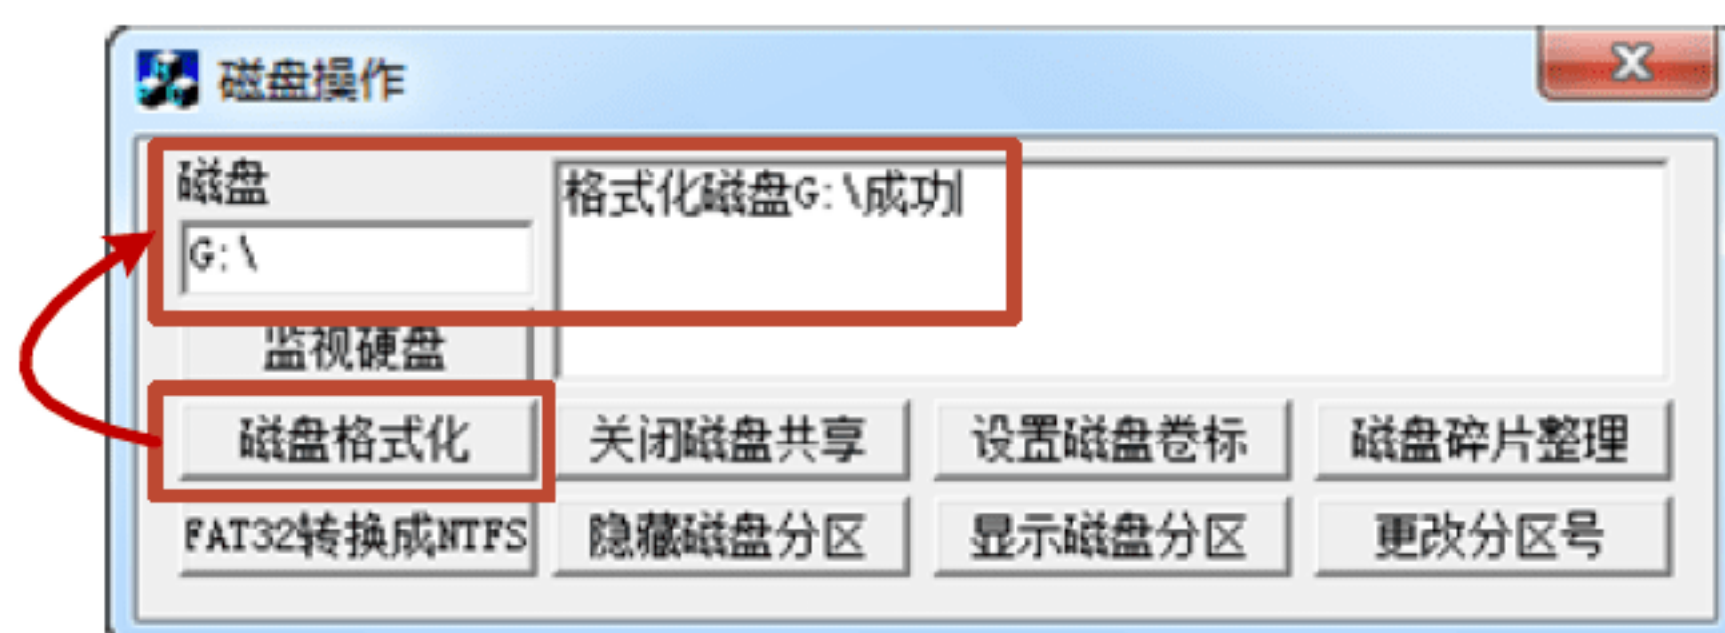 磁盘操作
磁盘
格式化磁盘G:\成功
G:\
监视硬盘
磁盘格式化
关闭磁盘共享
设置磁盘卷标
磁盘碎片整理
FAT32转换成NTFS
隐藏磁盘分区
显示磁盘分区
更改分区号